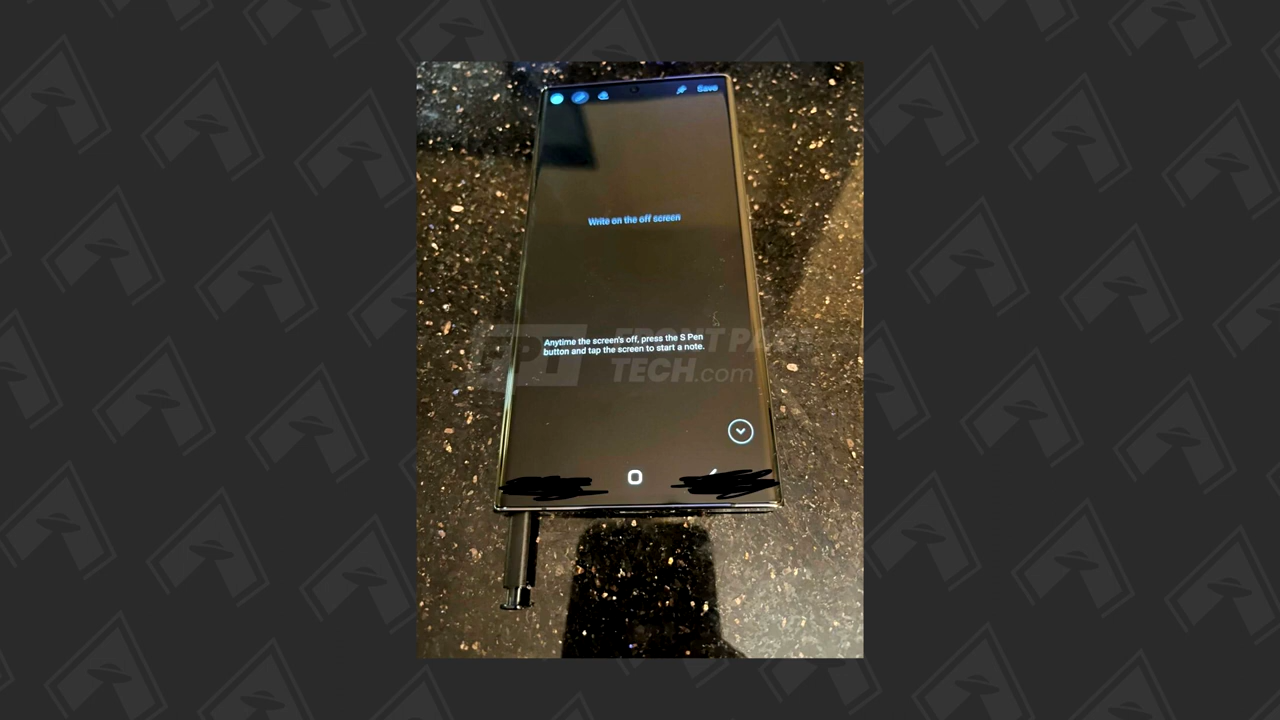 Save
Write on the off screen
Anytime the screen's off, press the S Pen
button and tap the screen to start a note.
FPT FRONT PAGE
TECH.com